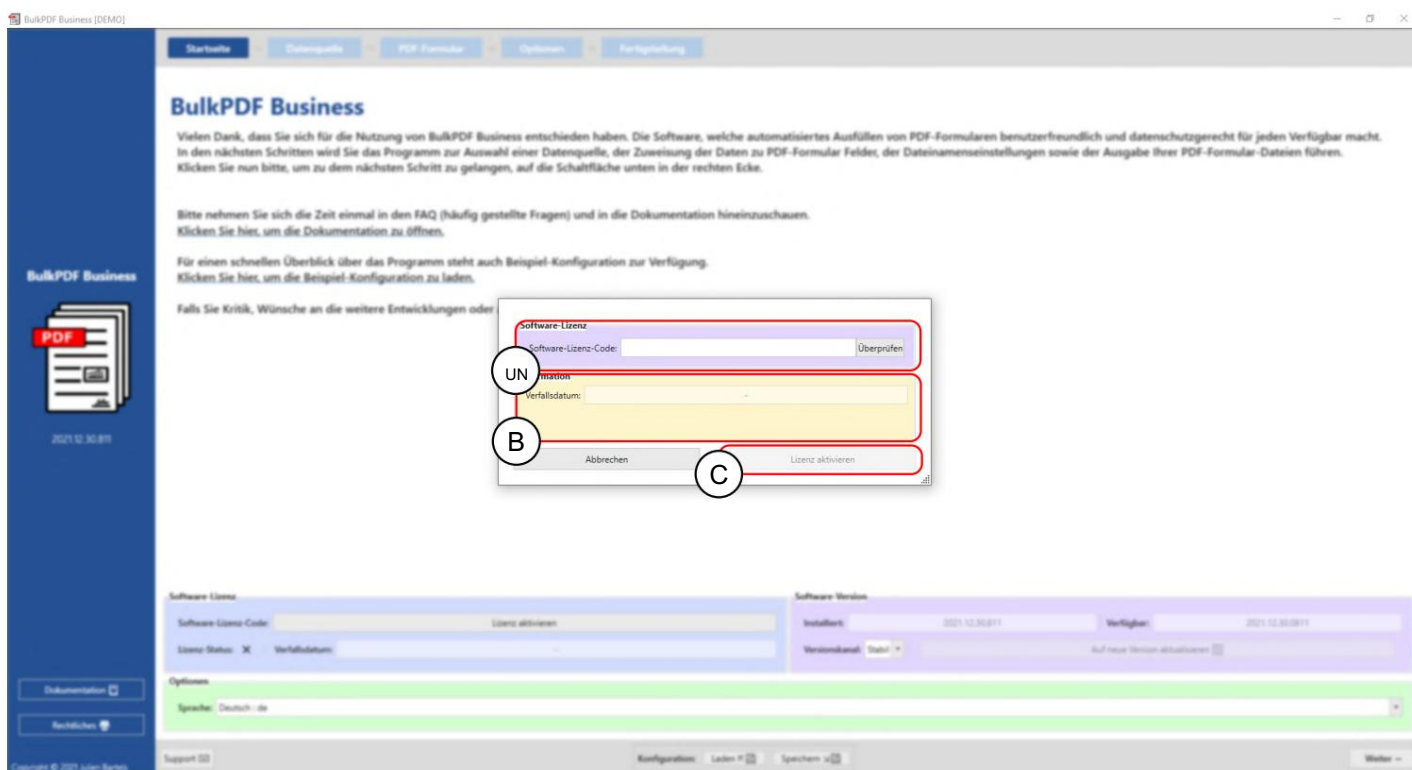 BulkPDF Business [DEMO]
Startseite
Datenquelle
PDF-Formular
Optionen
Fertigstellung
BulkPDF Business
Vielen Dank, dass Sie sich für die Nutzung von BulkPDF Business entschieden haben. Die Software, welche automatisiertes Ausfüllen von PDF-Formularen benutzerfreundlich und datenschutzgerecht für jeden Verfügbar macht.
In den nächsten Schritten wird Sie das Programm zur Auswahl einer Datenquelle, der Zuweisung der Daten zu PDF-Formular Felder, der Dateinamenseinstellungen sowie der Ausgabe Ihrer PDF-Formular-Dateien führen.
Klicken Sie nun bitte, um zu dem nächsten Schritt zu gelangen, auf die Schaltfläche unten in der rechten Ecke.
Bitte nehmen Sie sich die Zeit einmal in den FAQ (häufig gestellte Fragen) und in die Dokumentation hineinzuschauen.
Klicken Sie hier, um die Dokumentation zu öffnen.
Für einen schnellen Überblick über das Programm steht auch Beispiel-Konfiguration zur Verfügung.
Klicken Sie hier, um die Beispiel-Konfiguration zu laden.
Falls Sie Kritik, Wünsche an die weitere Entwicklungen oder
BulkPDF Business
PDF
2021.12.30.811
Software-Lizenz
Software-Lizenz-Code:
Überprüfen
UN
rmation
Verfallsdatum:
-
B
Abbrechen
C
Lizenz aktivieren
Software-Lizenz
Software-Lizenz-Code:
Lizenz aktivieren
Lizenz-Status: X
Verfallsdatum:
-
Software-Version
Installiert:
2021.12.30.811
Verfügbar:
2021.12.30.0811
Versionskanal:
Stabil
Auf neue Version aktualisieren
Optionen
Sprache: Deutsch : de
Dokumentation
Rechtliches
Copyright © 2021 Julien Bartels
Support
Konfiguration:
Laden
Speichern
Weiter